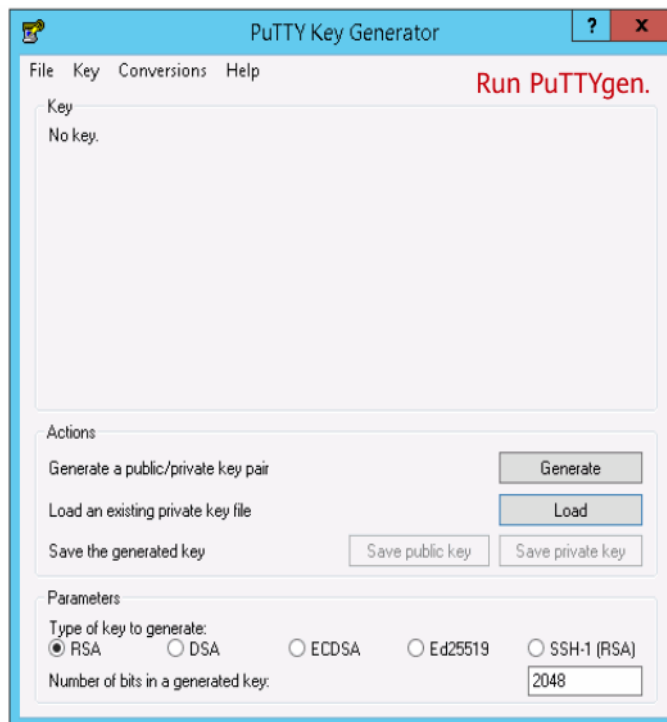 PuTTY Key Generator
? x
File Key Conversions Help
Run PuTTYgen.
Key
No key.
Actions
Generate a public/private key pair Generate
Load an existing private key file Load
Save the generated key Save public key Save private key
Parameters
Type of key to generate:
RSA DSA ECDSA Ed25519 SSH-1 (RSA)
Number of bits in a generated key: 2048